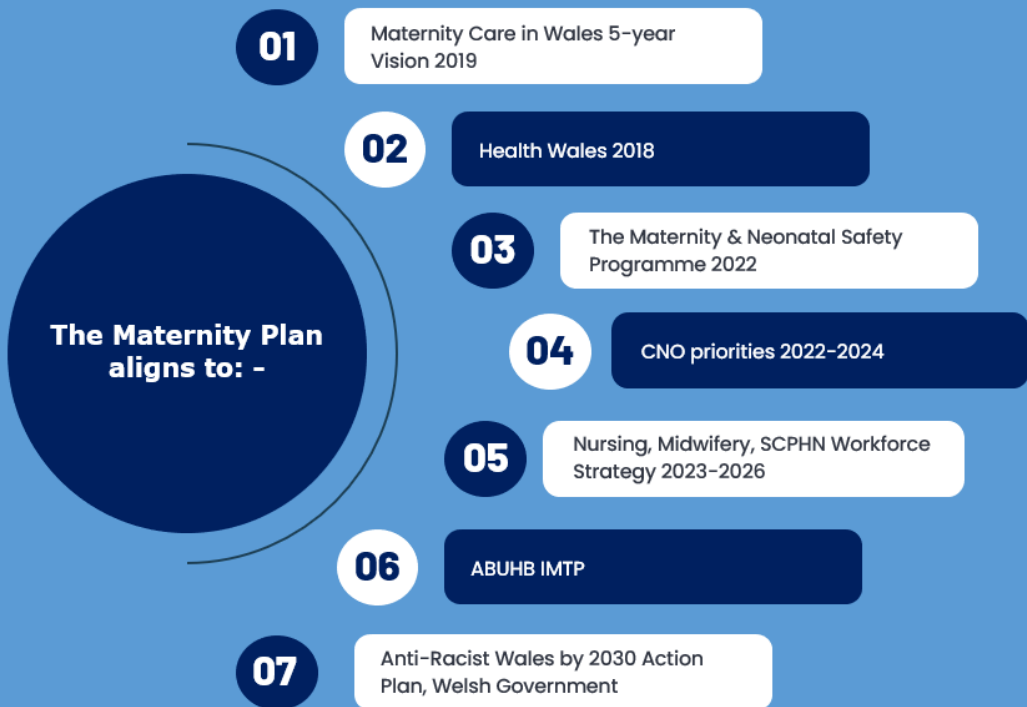 01
Maternity Care in Wales 5-year
Vision 2019
02
Health Wales 2018
03
The Maternity & Neonatal Safety
Programme 2022
The Maternity Plan
aligns to: -
04
CNO priorities 2022-2024
05
Nursing, Midwifery, SCPHN Workforce
Strategy 2023-2026
06
ABUHB IMTP
07
Anti-Racist Wales by 2030 Action
Plan, Welsh Government